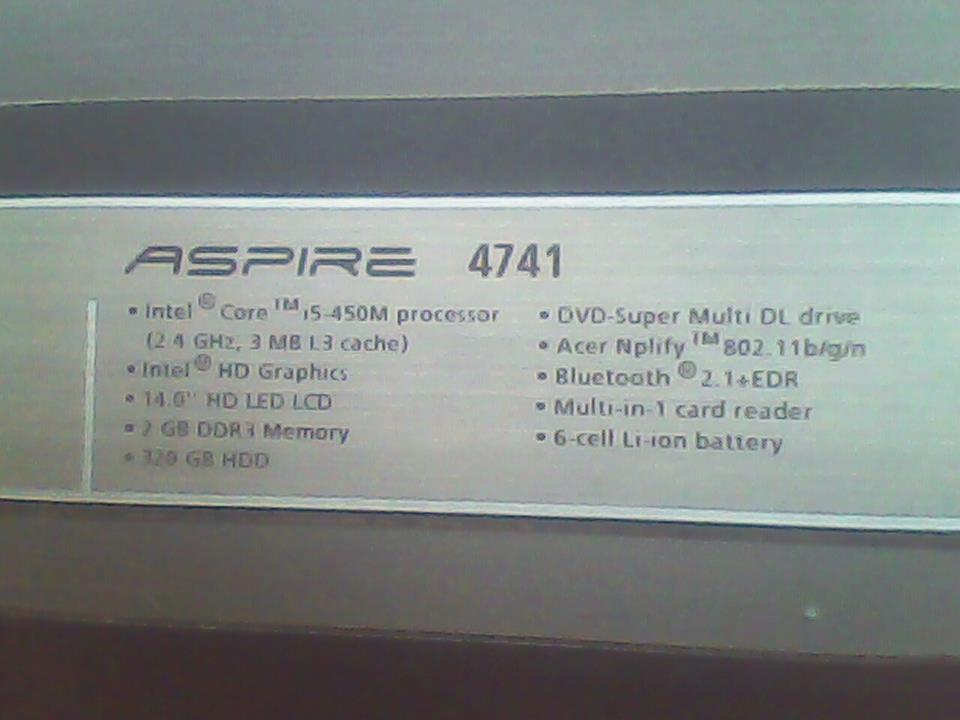 ASPIRE 4741
• Intel® Core™ i5-450M processor
(2.4 GHz, 3 MB L3 cache)
• Intel® HD Graphics
• 14.0" HD LED LCD
• 2 GB DDR3 Memory
• 320 GB HDD
• DVD-Super Multi DL drive
• Acer Nplify™ 802.11b/g/n
• Bluetooth® 2.1+EDR
• Multi-in-1 card reader
• 6-cell Li-ion battery